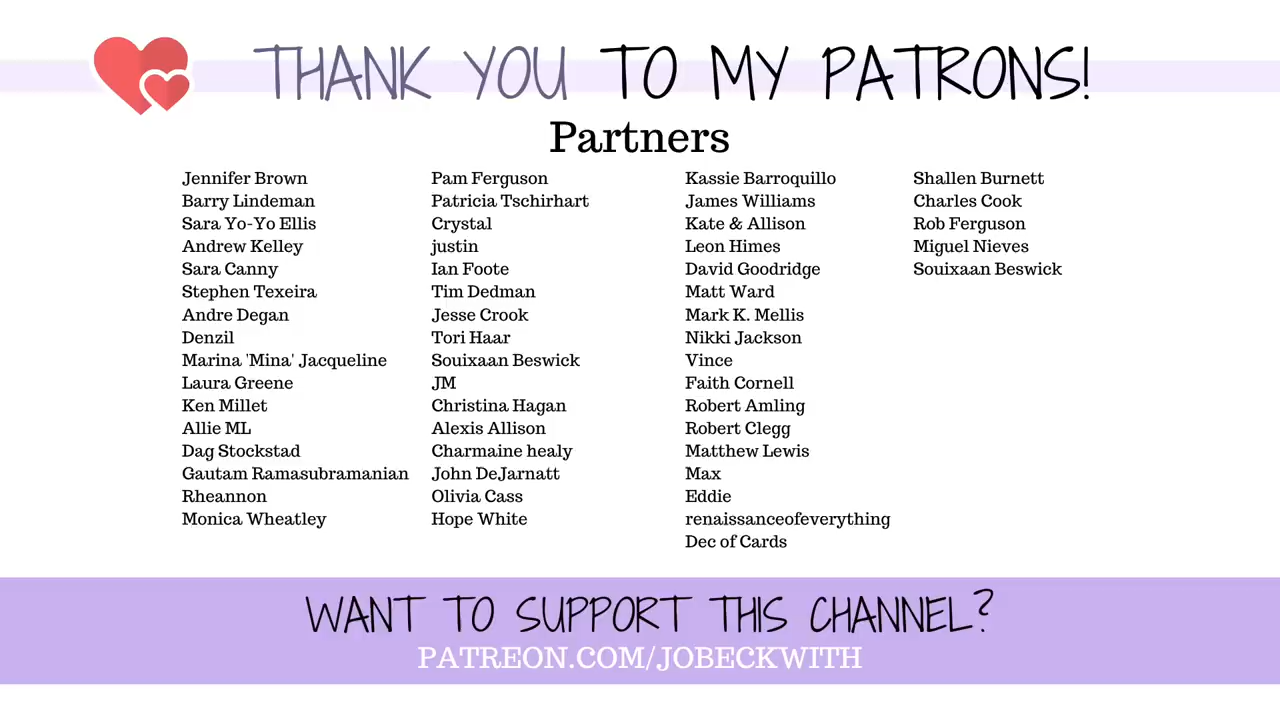 THANK YOU TO MY PATRONS!
Partners
Jennifer Brown
Barry Lindeman
Sara Yo-Yo Ellis
Andrew Kelley
Sara Canny
Stephen Texeira
Andre Degan
Denzil
Marina 'Mina' Jacqueline
Laura Greene
Ken Millet
Allie ML
Dag Stockstad
Gautam Ramasubramanian
Rheannon
Monica Wheatley
Pam Ferguson
Patricia Tschirhart
Crystal
justin
Ian Foote
Tim Dedman
Jesse Crook
Tori Haar
Souixaan Beswick
JM
Christina Hagan
Alexis Allison
Charmaine healy
John DeJarnatt
Olivia Cass
Hope White
Kassie Barroquillo
James Williams
Kate & Allison
Leon Himes
David Goodridge
Matt Ward
Mark K. Mellis
Nikki Jackson
Vince
Faith Cornell
Robert Amling
Robert Clegg
Matthew Lewis
Max
Eddie
renaissanceofeverything
Dec of Cards
Shallen Burnett
Charles Cook
Rob Ferguson
Miguel Nieves
Souixaan Beswick
WANT TO SUPPORT THIS CHANNEL?
PATREON.COM/JOBECKWITH